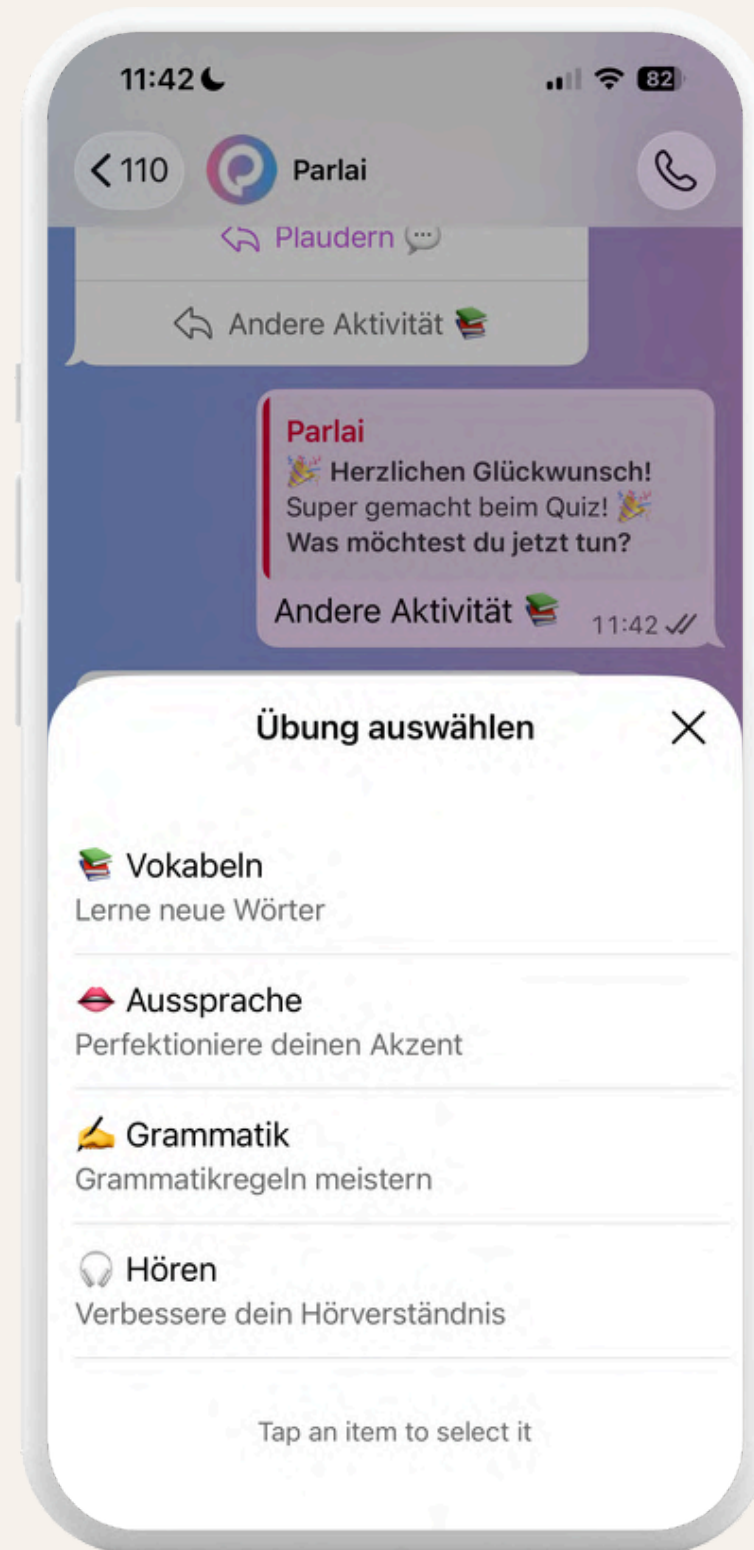 11:42
82
110
Parlai
Plaudern 💬
Andere Aktivität 📚
Parlai
🎉 Herzlichen Glückwunsch!
Super gemacht beim Quiz! 🎉
Was möchtest du jetzt tun?
Andere Aktivität 📚
11:42
Übung auswählen
📚 Vokabeln
Lerne neue Wörter
👄 Aussprache
Perfektioniere deinen Akzent
✍️ Grammatik
Grammatikregeln meistern
🎧 Hören
Verbessere dein Hörverständnis
Tap an item to select it